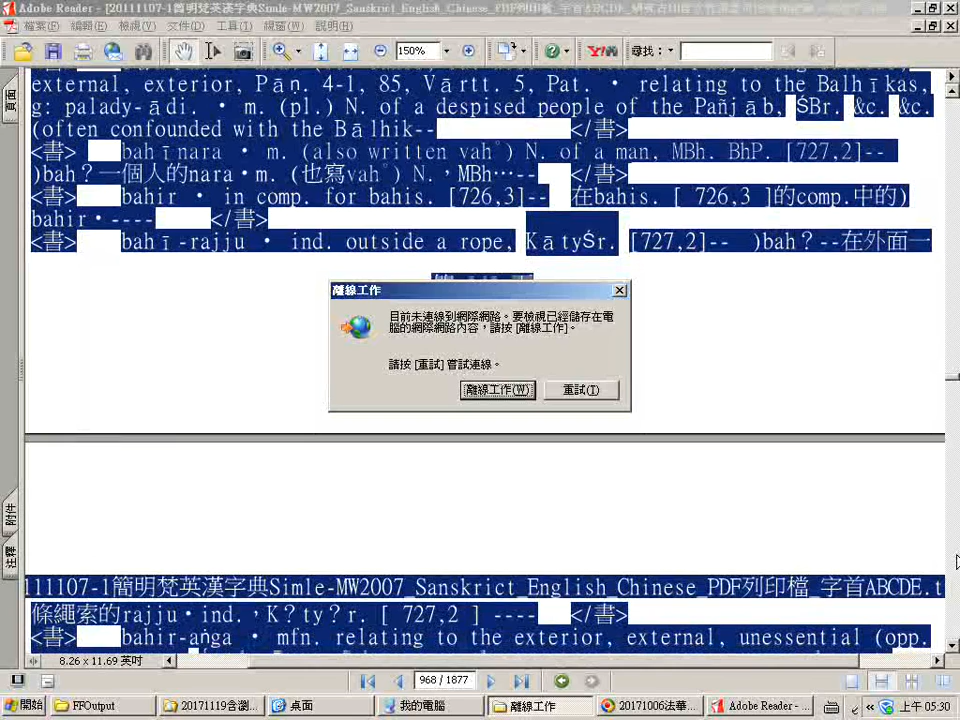 Adobe Reader - [20111107-1簡明梵英漢字典Simle-MW2007_Sanskrict_English_Chinese_PDF列印檔_字首ABCDE.
檔案(F) 編輯(E) 檢視(V) 文件(D) 工具(T) 視窗(W) 說明(H)
150% 尋找:
頁面
external, exterior, Pāṇ. 4-1, 85, Vārtt. 5, Pat. · relating to the Balhīkas,
g: palady-ādi. · m. (pl.) N. of a despised people of the Pañjāb, ŚBr. &c. &c.
(often confounded with the Bālhik-- </書>
<書> bahīnara · m. (also written vah°) N. of a man, MBh. BhP. [727,2]--
)bah？一個人的nara·m. (也寫vah°) N.，MBh…-- </書>
<書> bahir · in comp. for bahis. [726,3]-- 在bahis. [ 726,3 ]的comp.中的)
bahir·---- </書>
<書> bahī-rajju · ind. outside a rope, KātyŚr. [727,2]-- )bah？--在外面一
離線工作
目前未連線到網際網路。要檢視已經儲存在電
腦的網際網路內容，請按 [離線工作]。
請按 [重試] 嘗試連線。
離線工作(W) 重試(T)
附件
注釋
111107-1簡明梵英漢字典Simle-MW2007_Sanskrict_English_Chinese_PDF列印檔_字首ABCDE.t
條繩索的rajju·ind.，K?ty?r. [ 727,2 ] ---- </書>
<書> bahir-aṅga · mfn. relating to the exterior, external, unessential (opp.
8.26 x 11.69 英吋
968 / 1877
開始 FFOutput 20171119含瀏... 桌面 我的電腦 離線工作 20171006法華... Adobe Reader - ... 上午 05:30